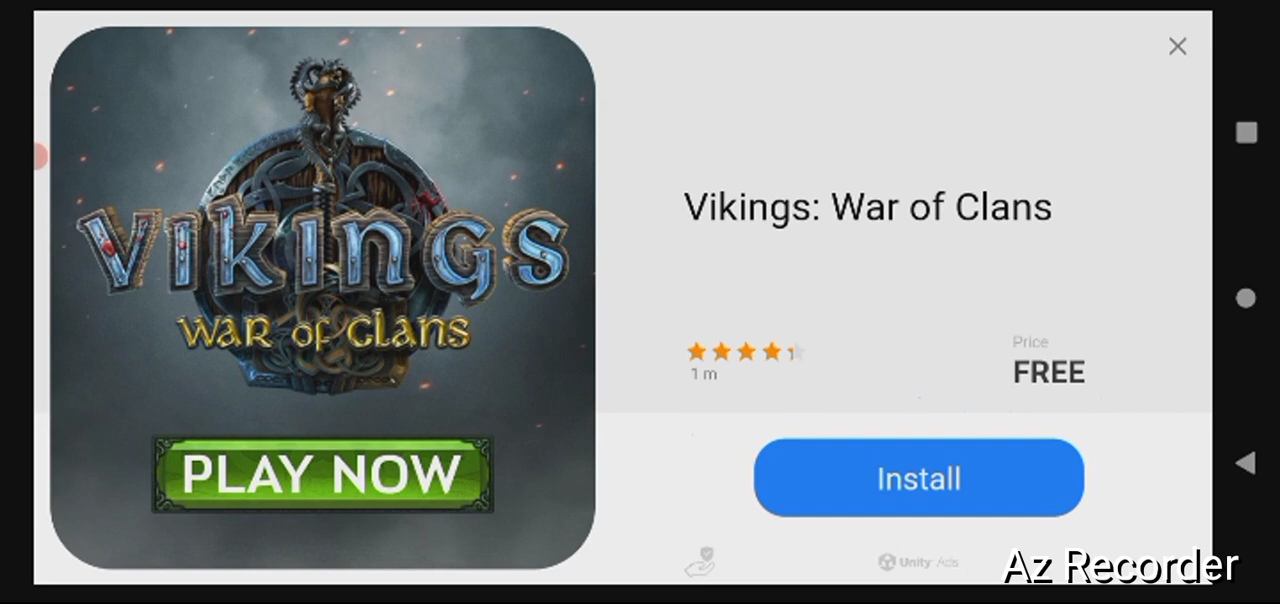 Vikings
WAR of Clans
PLAY NOW
Vikings: War of Clans
1 m
Price
FREE
Install
Unity Ads
Az Recorder